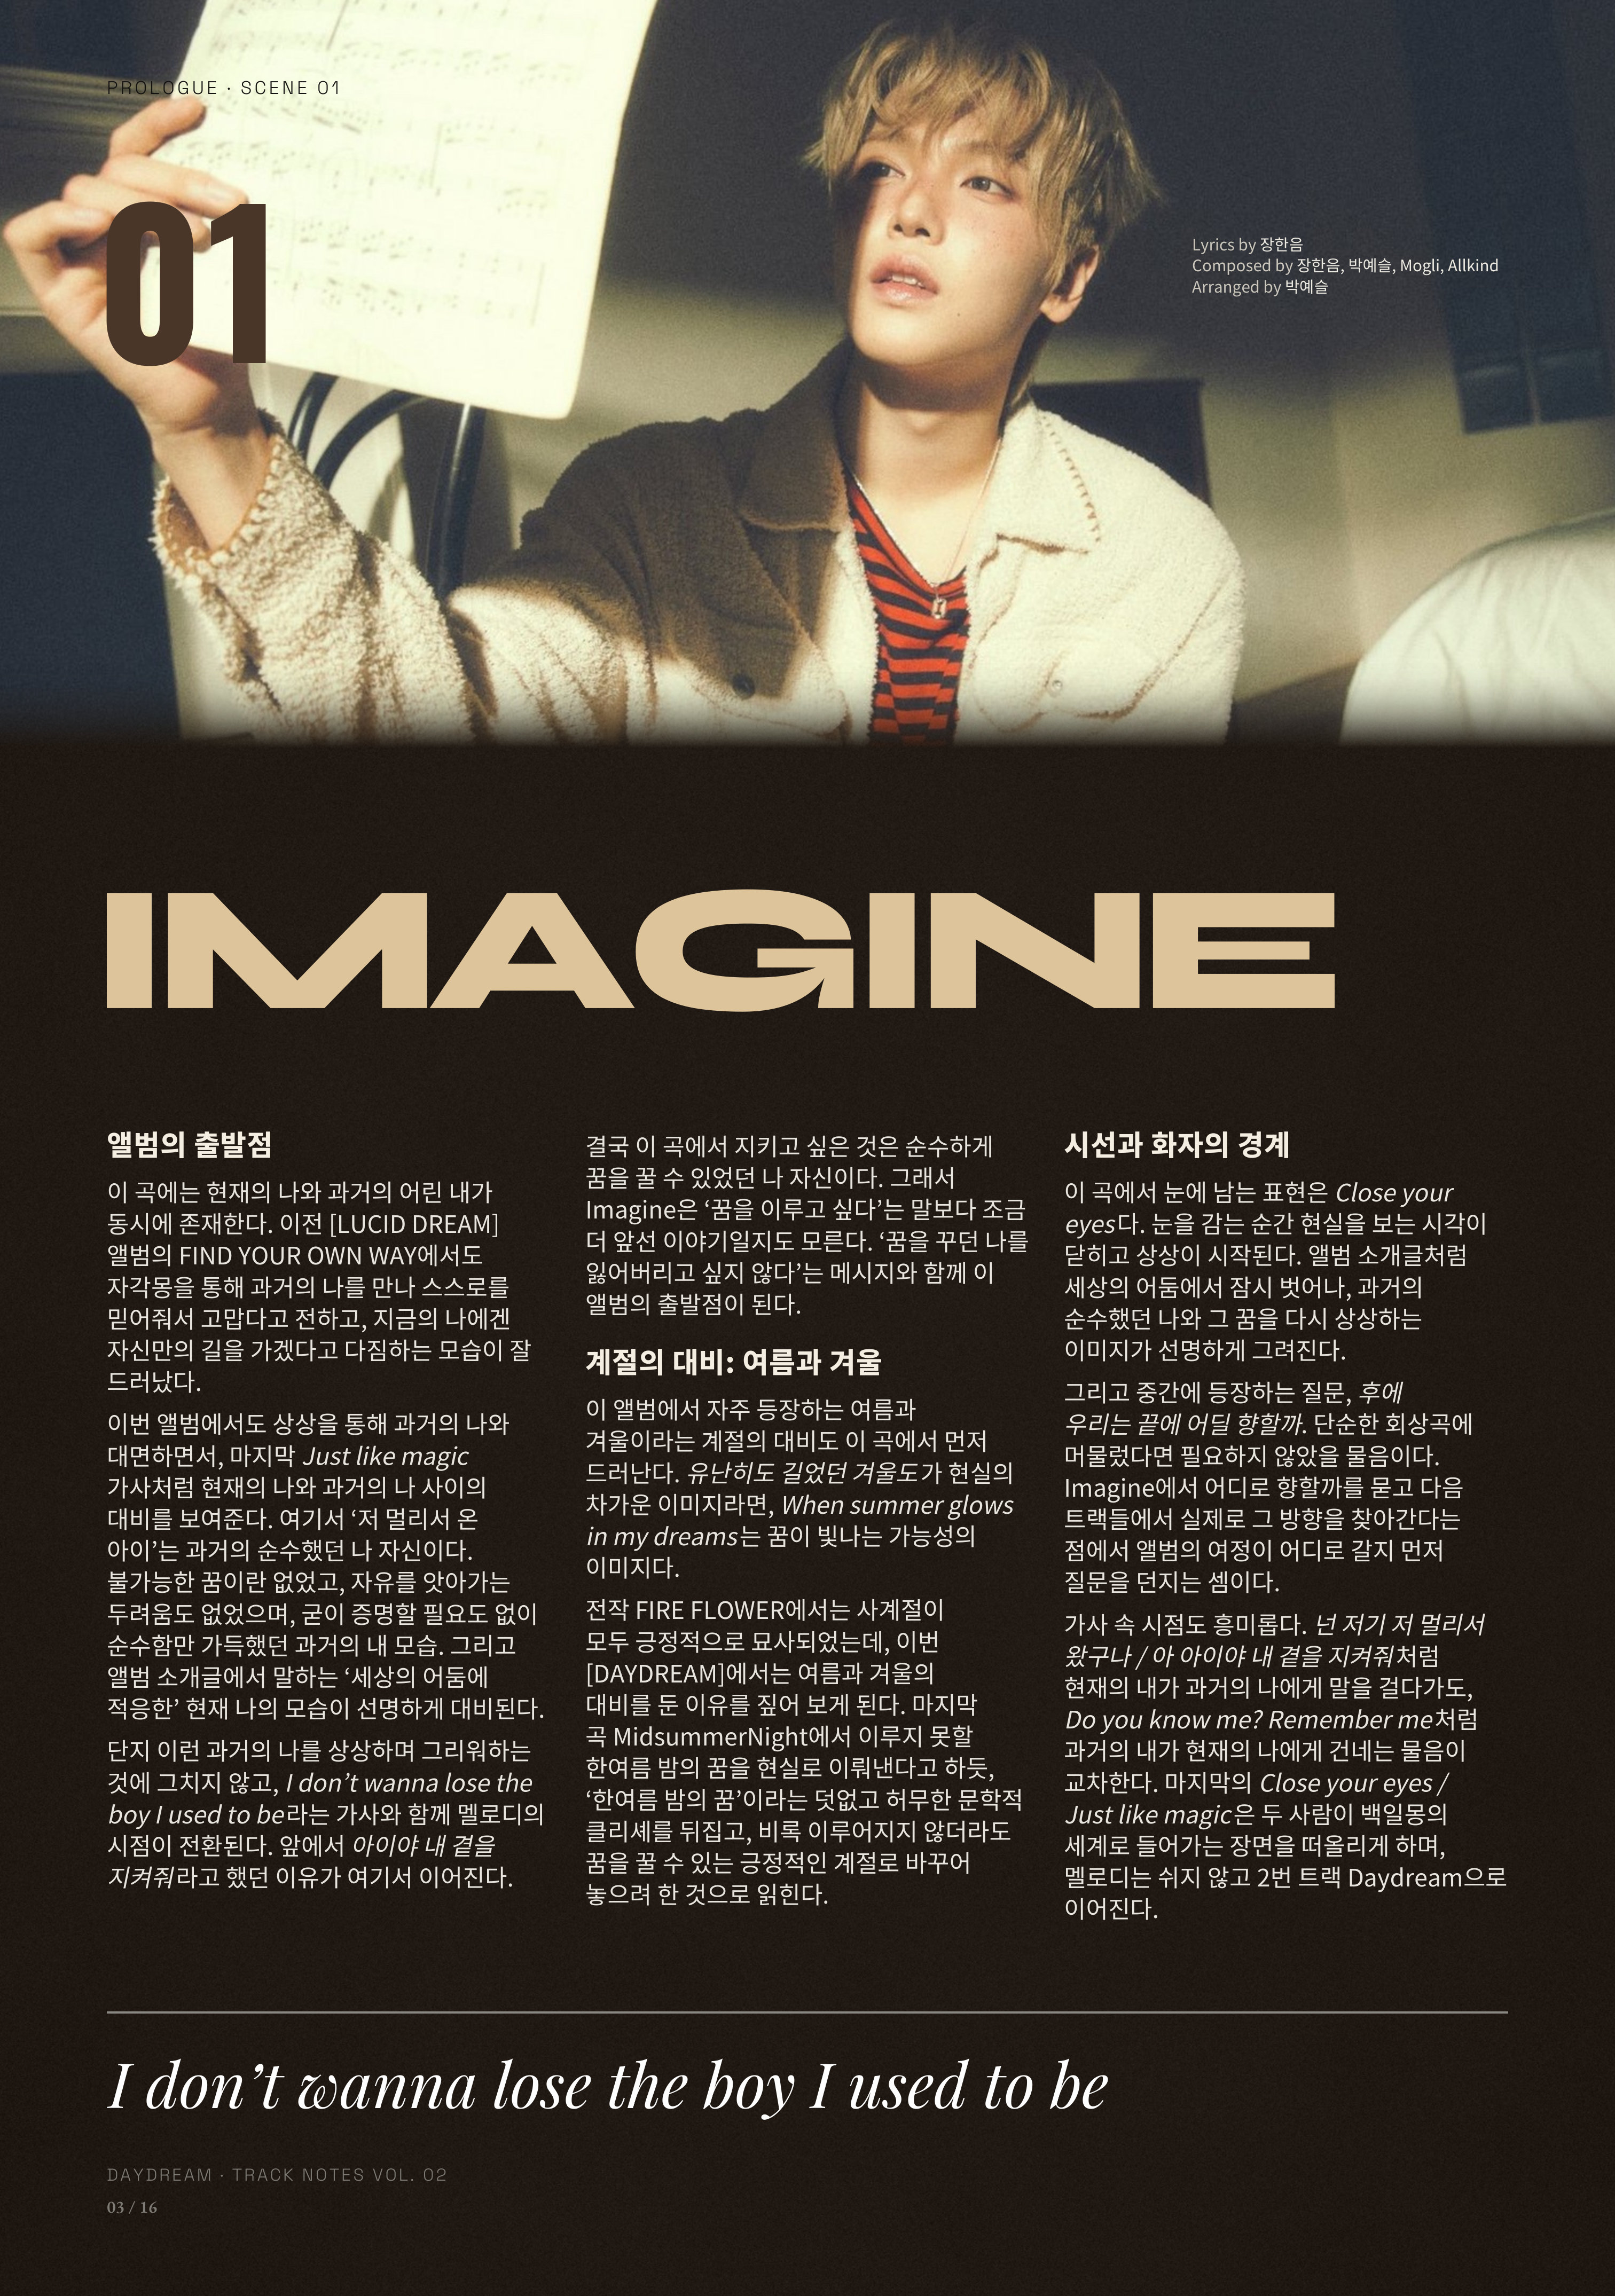 PROLOGUE · SCENE 01
01
Lyrics by 장한음
Composed by 장한음, 박예슬, Mogli, Allkind
Arranged by 박예슬
IMAGINE
앨범의 출발점
이 곡에는 현재의 나와 과거의 어린 내가
동시에 존재한다. 이전 [LUCID DREAM]
앨범의 FIND YOUR OWN WAY에서도
자각몽을 통해 과거의 나를 만나 스스로를
믿어줘서 고맙다고 전하고, 지금의 나에겐
자신만의 길을 가겠다고 다짐하는 모습이 잘
드러났다.
이번 앨범에서도 상상을 통해 과거의 나와
대면하면서, 마지막 Just like magic
가사처럼 현재의 나와 과거의 나 사이의
대비를 보여준다. 여기서 ‘저 멀리서 온
아이’는 과거의 순수했던 나 자신이다.
불가능한 꿈이란 없었고, 자유를 앗아가는
두려움도 없었으며, 굳이 증명할 필요도 없이
순수함만 가득했던 과거의 내 모습. 그리고
앨범 소개글에서 말하는 ‘세상의 어둠에
적응한’ 현재 나의 모습이 선명하게 대비된다.
단지 이런 과거의 나를 상상하며 그리워하는
것에 그치지 않고, I don’t wanna lose the
boy I used to be라는 가사와 함께 멜로디의
시점이 전환된다. 앞에서 아이야 내 곁을
지켜줘라고 했던 이유가 여기서 이어진다.
결국 이 곡에서 지키고 싶은 것은 순수하게
꿈을 꿀 수 있었던 나 자신이다. 그래서
Imagine은 ‘꿈을 이루고 싶다’는 말보다 조금
더 앞선 이야기일지도 모른다. ‘꿈을 꾸던 나를
잃어버리고 싶지 않다’는 메시지와 함께 이
앨범의 출발점이 된다.
계절의 대비: 여름과 겨울
이 앨범에서 자주 등장하는 여름과
겨울이라는 계절의 대비도 이 곡에서 먼저
드러난다. 유난히도 길었던 겨울도가 현실의
차가운 이미지라면, When summer glows
in my dreams는 꿈이 빛나는 가능성의
이미지다.
전작 FIRE FLOWER에서는 사계절이
모두 긍정적으로 묘사되었는데, 이번
[DAYDREAM]에서는 여름과 겨울의
대비를 둔 이유를 짚어 보게 된다. 마지막
곡 MidsummerNight에서 이루지 못할
한여름 밤의 꿈을 현실로 이뤄낸다고 하듯,
‘한여름 밤의 꿈’이라는 덧없고 허무한 문학적
클리셰를 뒤집고, 비록 이루어지지 않더라도
꿈을 꿀 수 있는 긍정적인 계절로 바꾸어
놓으려 한 것으로 읽힌다.
시선과 화자의 경계
이 곡에서 눈에 남는 표현은 Close your
eyes다. 눈을 감는 순간 현실을 보는 시각이
닫히고 상상이 시작된다. 앨범 소개글처럼
세상의 어둠에서 잠시 벗어나, 과거의
순수했던 나와 그 꿈을 다시 상상하는
이미지가 선명하게 그려진다.
그리고 중간에 등장하는 질문, 후에
우리는 끝에 어딜 향할까. 단순한 회상곡에
머물렀다면 필요하지 않았을 물음이다.
Imagine에서 어디로 향할까를 묻고 다음
트랙들에서 실제로 그 방향을 찾아간다는
점에서 앨범의 여정이 어디로 갈지 먼저
질문을 던지는 셈이다.
가사 속 시점도 흥미롭다. 넌 저기 저 멀리서
왔구나 / 아 아이야 내 곁을 지켜줘처럼
현재의 내가 과거의 나에게 말을 걸다가도,
Do you know me? Remember me처럼
과거의 내가 현재의 나에게 건네는 물음이
교차한다. 마지막의 Close your eyes /
Just like magic은 두 사람이 백일몽의
세계로 들어가는 장면을 떠올리게 하며,
멜로디는 쉬지 않고 2번 트랙 Daydream으로
이어진다.
I don’t wanna lose the boy I used to be
DAYDREAM · TRACK NOTES VOL. 02
03 / 16